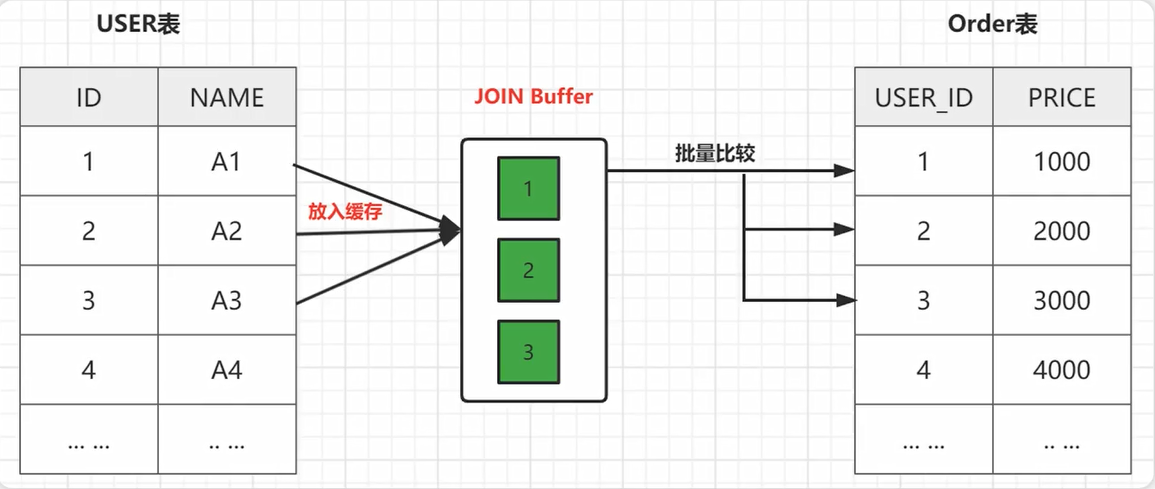 USER表
Order表
JOIN Buffer
ID NAME
1 A1
2 A2
3 A3
4 A4
... ... .. ...
放入缓存
1
2
3
批量比较
USER_ID PRICE
1 1000
2 2000
3 3000
4 4000
... ... .. ...